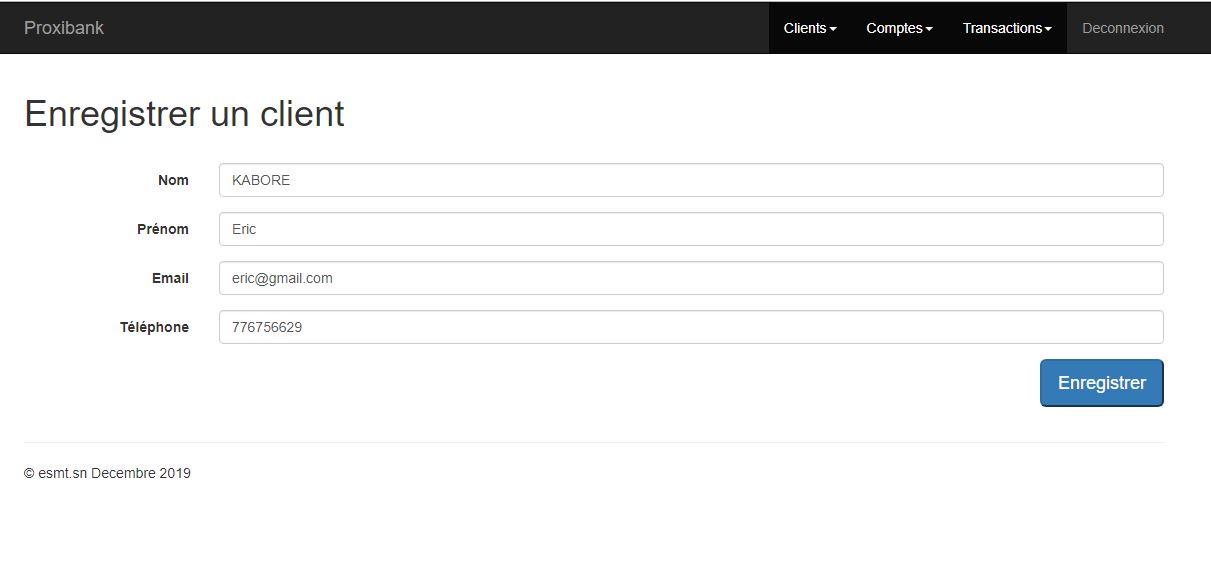 Proxibank Clients Comptes Transactions Deconnexion
Enregistrer un client
Nom KABORE
Prénom Eric
Email eric@gmail.com
Téléphone 776756629
Enregistrer
© esmt.sn Decembre 2019